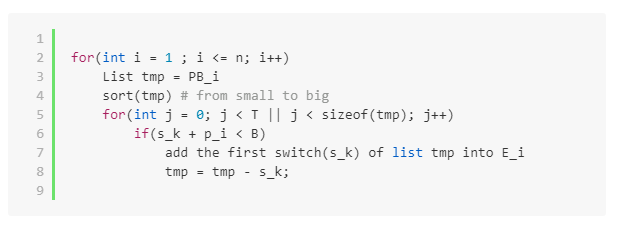 1
2 for(int i = 1 ; i <= n; i++)
3 List tmp = PB_i
4 sort(tmp) # from small to big
5 for(int j = 0; j < T || j < sizeof(tmp); j++)
6 if(s_k + p_i < B)
7 add the first switch(s_k) of list tmp into E_i
8 tmp = tmp - s_k;
9